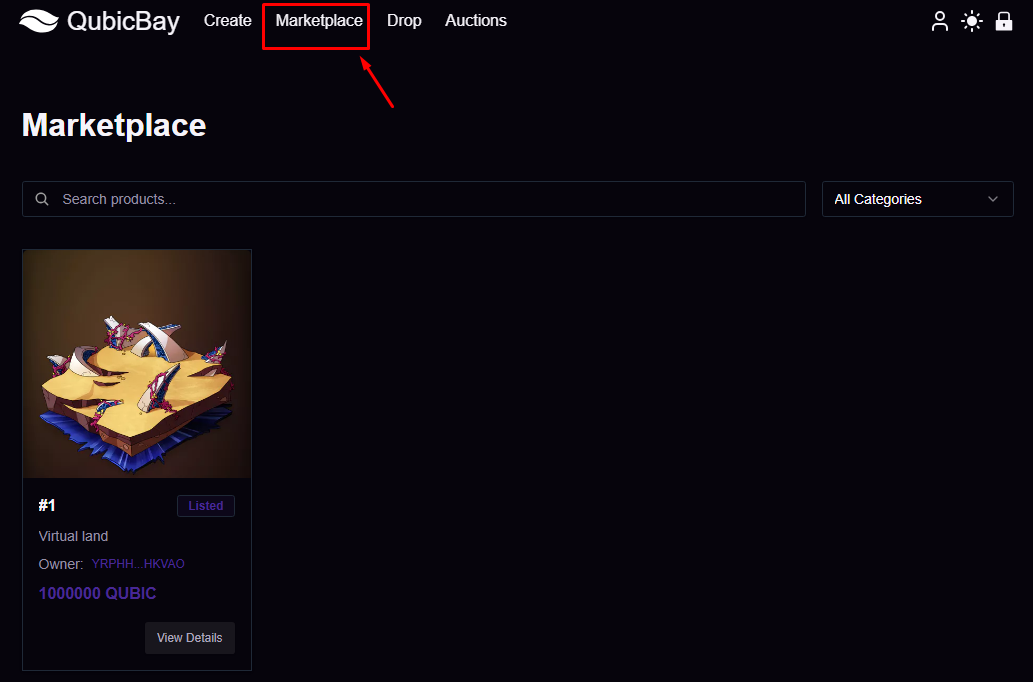 QubicBay Create Marketplace Drop Auctions
Marketplace
Search products... All Categories
#1 Listed
Virtual land
Owner: YRPHH...HKVAO
1000000 QUBIC
View Details